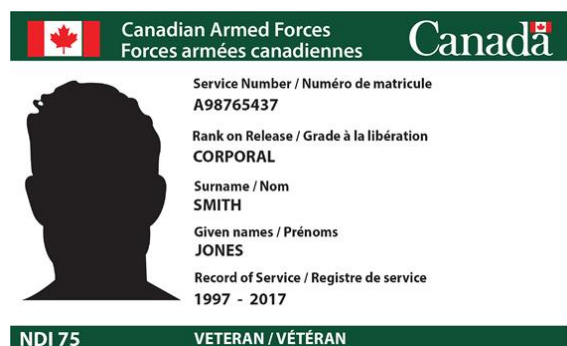 Canadian Armed Forces
Forces armées canadiennes
Canada
Service Number / Numéro de matricule
A98765437
Rank on Release / Grade à la libération
CORPORAL
Surname / Nom
SMITH
Given names / Prénoms
JONES
Record of Service / Registre de service
1997 - 2017
NDI 75
VETERAN / VÉTÉRAN